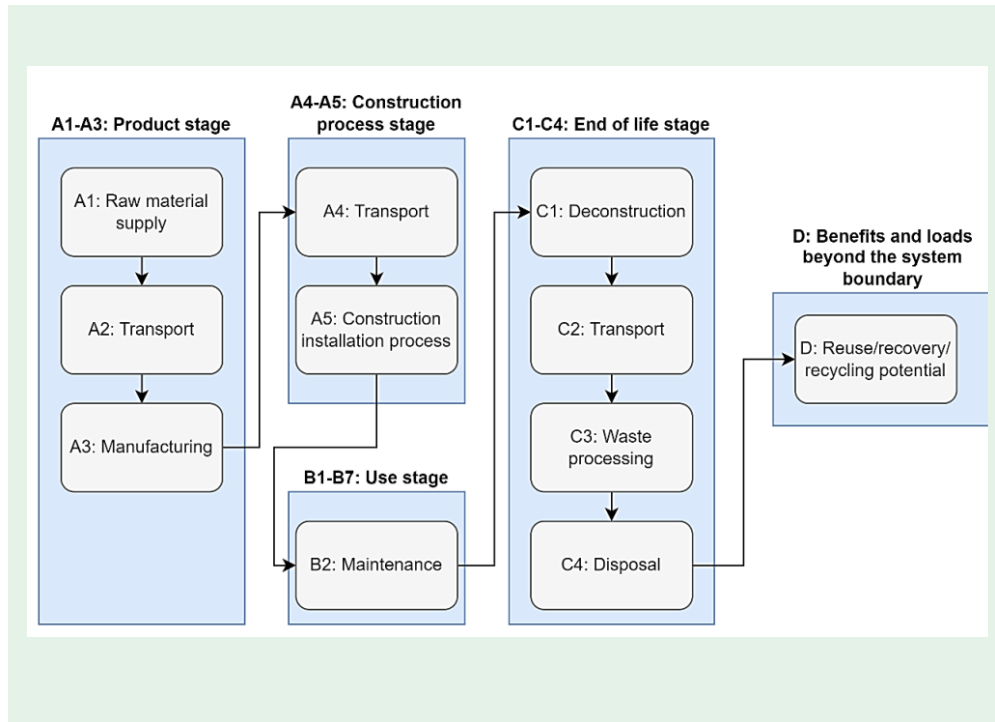 A1-A3: Product stage
A1: Raw material
supply
A2: Transport
A3: Manufacturing
A4-A5: Construction
process stage
A4: Transport
A5: Construction
installation process
B1-B7: Use stage
B2: Maintenance
C1-C4: End of life stage
C1: Deconstruction
C2: Transport
C3: Waste
processing
C4: Disposal
D: Benefits and loads
beyond the system
boundary
D: Reuse/recovery/
recycling potential